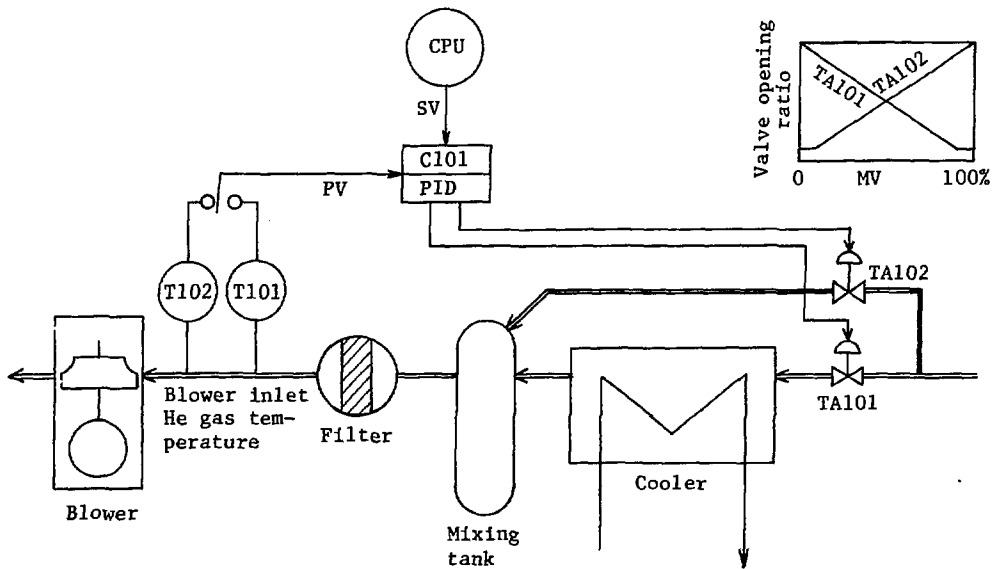 CPU
SV
C101
PID
PV
T102
T101
Blower inlet
He gas tem-
perature
Blower
Filter
Mixing
tank
Cooler
TA102
TA101
Valve opening
ratio
TA101
TA102
0
MV
100%